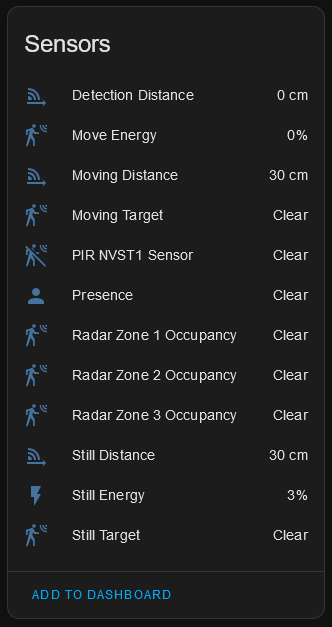 Sensors
Detection Distance 0 cm
Move Energy 0%
Moving Distance 30 cm
Moving Target Clear
PIR NVST1 Sensor Clear
Presence Clear
Radar Zone 1 Occupancy Clear
Radar Zone 2 Occupancy Clear
Radar Zone 3 Occupancy Clear
Still Distance 30 cm
Still Energy 3%
Still Target Clear
ADD TO DASHBOARD